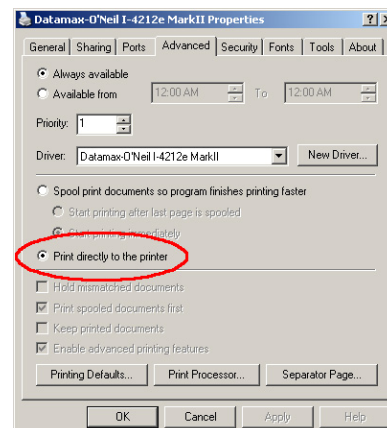 Datamax-O'Neil I-4212e MarkII Properties
General Sharing Ports Advanced Security Fonts Tools About
Always available
Available from 12:00 AM To 12:00 AM
Priority: 1
Driver: Datamax-O'Neil I-4212e MarkII New Driver...
Spool print documents so program finishes printing faster
Start printing after last page is spooled
Start printing immediately
Print directly to the printer
Hold mismatched documents
Print spooled documents first
Keep printed documents
Enable advanced printing features
Printing Defaults... Print Processor... Separator Page...
OK Cancel Apply Help